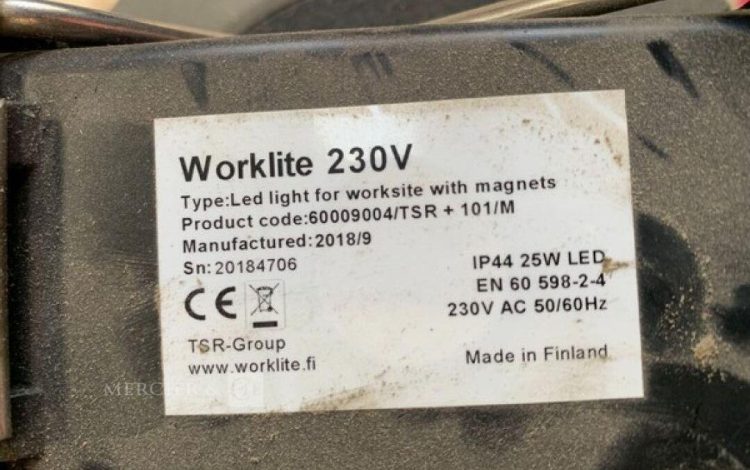 Worklite 230V
Type:Led light for worksite with magnets
Product code:60009004/TSR + 101/M
Manufactured:2018/9
Sn:20184706
IP44 25W LED
EN 60 598-2-4
230V AC 50/60Hz
CE
TSR-Group
www.worklite.fi
Made in Finland
MERCIER &